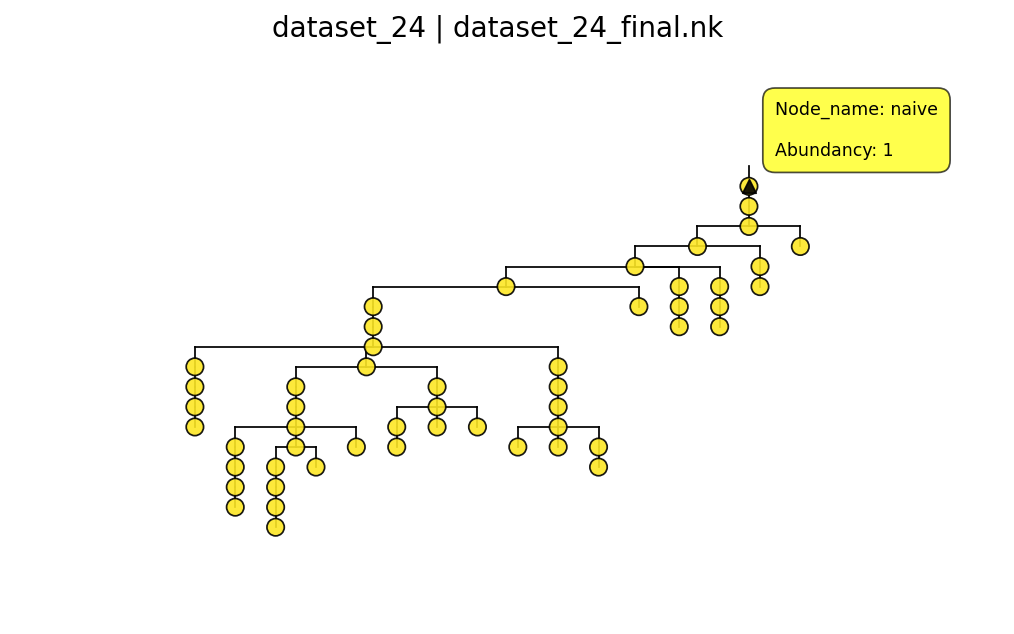 dataset_24 | dataset_24_final.nk
Node_name: naive
Abundancy: 1